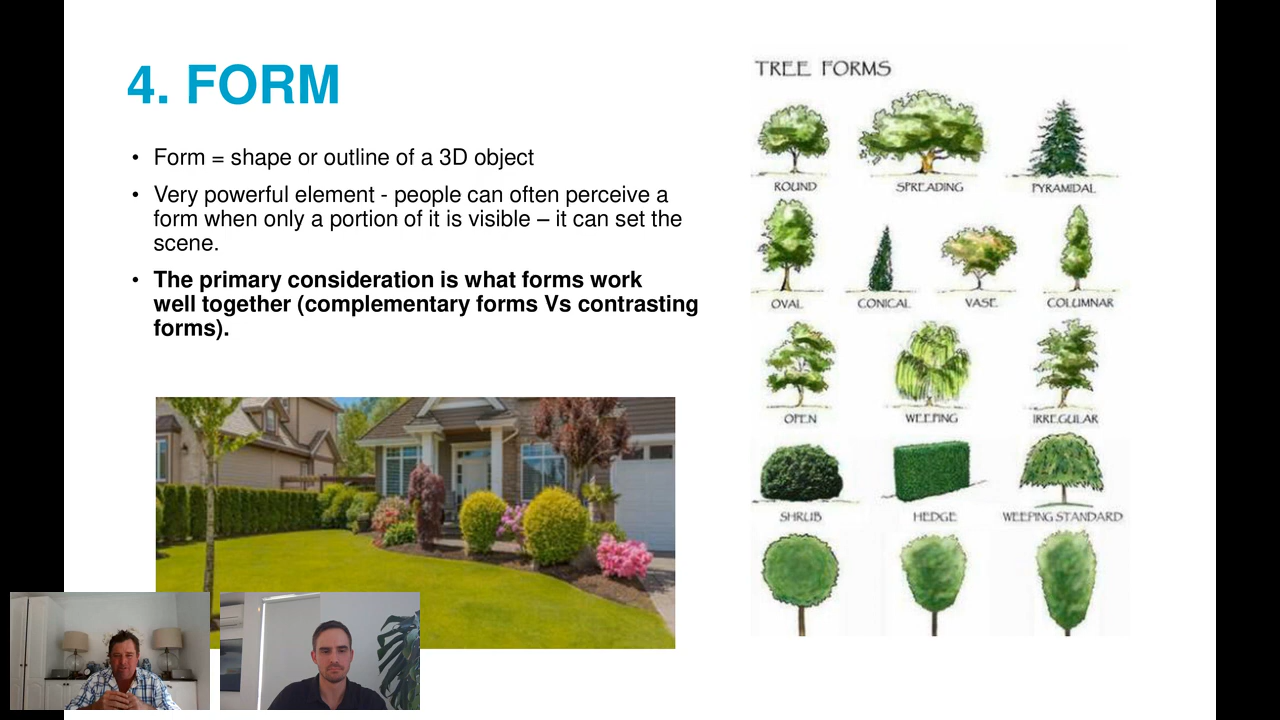 4. FORM
• Form = shape or outline of a 3D object
• Very powerful element - people can often perceive a
form when only a portion of it is visible – it can set the
scene.
• The primary consideration is what forms work
well together (complementary forms Vs contrasting
forms).
TREE FORMS
ROUND SPREADING PYRAMIDAL
OVAL CONICAL VASE COLUMNAR
OPEN WEEPING IRREGULAR
SHRUB HEDGE WEEPING STANDARD